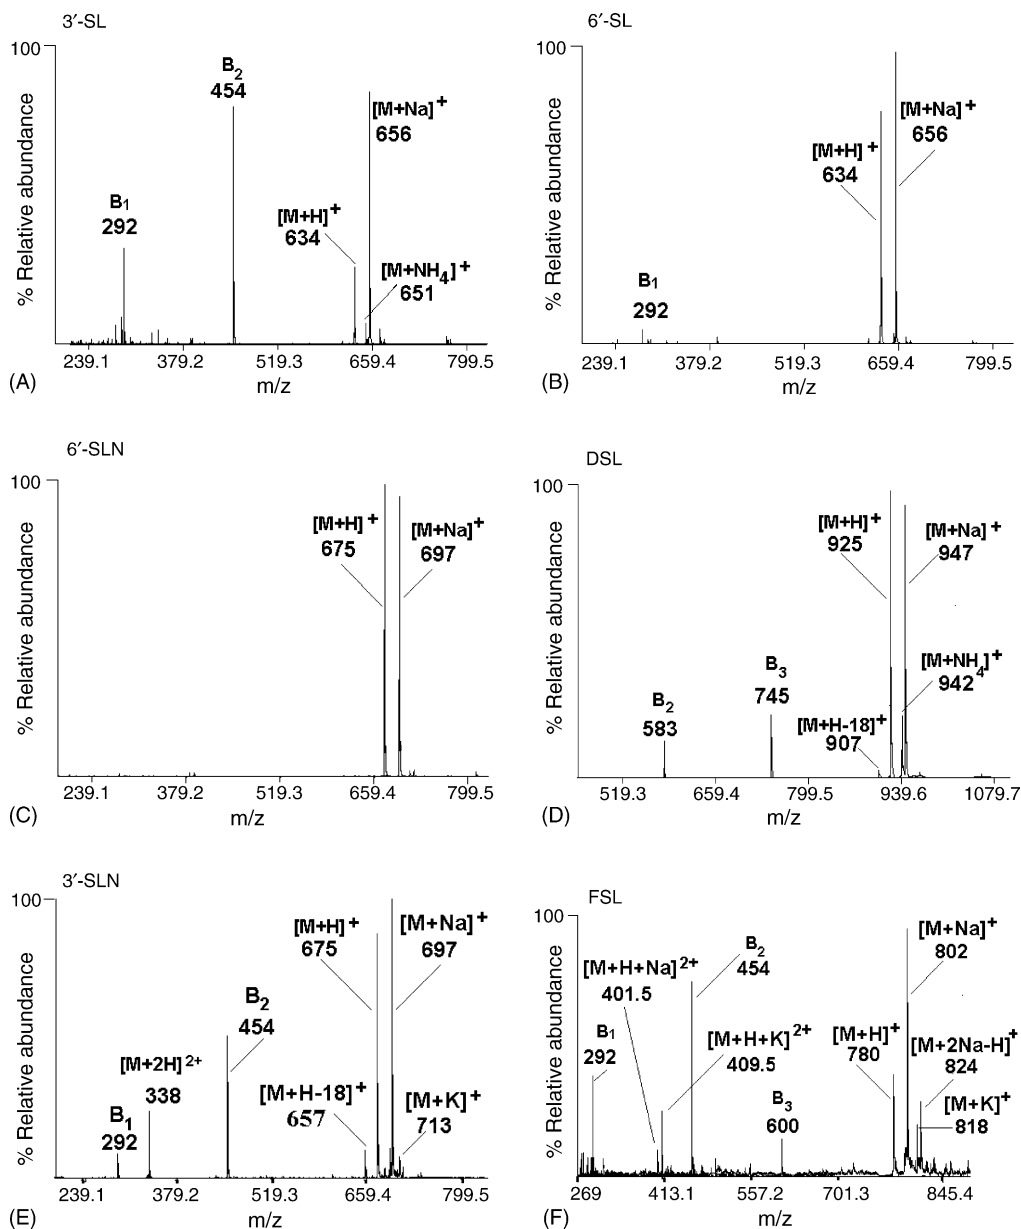 3′-SL
100
% Relative abundance
B2
454
[M+Na]+
656
B1
292
[M+H]+
634
[M+NH4]+
651
239.1 379.2 519.3 659.4 799.5
m/z
(A)
6′-SL
100
% Relative abundance
[M+Na]+
656
[M+H]+
634
B1
292
239.1 379.2 519.3 659.4 799.5
m/z
(B)
6′-SLN
100
% Relative abundance
[M+H]+
675
[M+Na]+
697
239.1 379.2 519.3 659.4 799.5
m/z
(C)
DSL
100
% Relative abundance
[M+H]+
925
[M+Na]+
947
[M+NH4]+
942
B3
745
B2
583
[M+H-18]+
907
519.3 659.4 799.5 939.6 1079.7
m/z
(D)
3′-SLN
100
% Relative abundance
[M+H]+
675
[M+Na]+
697
B2
454
[M+2H]2+
338
B1
292
[M+H-18]+
657
[M+K]+
713
239.1 379.2 519.3 659.4 799.5
m/z
(E)
FSL
100
% Relative abundance
[M+Na]+
802
B2
454
[M+H+Na]2+
401.5
B1
292
[M+H+K]2+
409.5
[M+H]+
780
[M+2Na-H]+
824
B3
600
[M+K]+
818
269 413.1 557.2 701.3 845.4
m/z
(F)